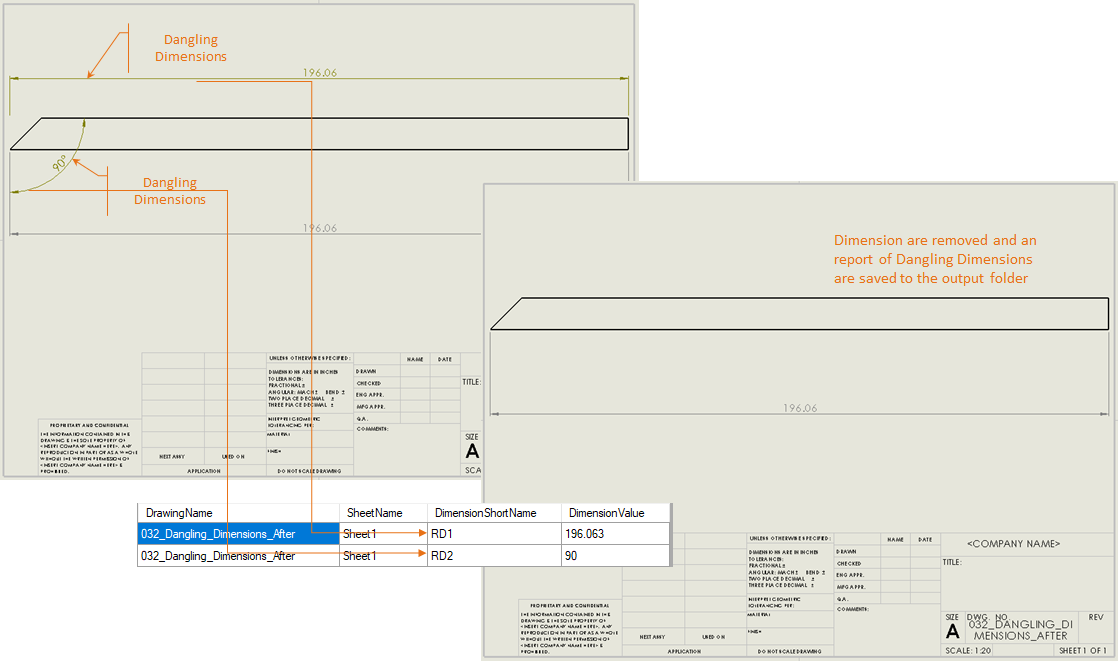 Dangling
Dimensions
196.06
90°
Dangling
Dimensions
196.06
UNLESS OTHERWISE SPECIFIED:
NAME
DATE
DIMENSIONS ARE IN INCHES
TOLERANCES:
FRACTIONAL ±
ANGULAR: MACH ± BEND ±
TWO PLACE DECIMAL ±
THREE PLACE DECIMAL ±
DRAWN
CHECKED
ENG APPR.
MFG APPR.
Q.A.
COMMENTS:
INTERPRET GEOMETRIC
TOLERANCING PER:
MATERIAL
FINISH
TITLE:
PROPRIETARY AND CONFIDENTIAL
THE INFORMATION CONTAINED IN THIS
DRAWING IS THE SOLE PROPERTY OF
<INSERT COMPANY NAME HERE>. ANY
REPRODUCTION IN PART OR AS A WHOLE
WITHOUT THE WRITTEN PERMISSION OF
<INSERT COMPANY NAME HERE> IS
PROHIBITED.
NEXT ASSY
USED ON
APPLICATION
DO NOT SCALE DRAWING
SIZE
A
SCA
Dimension are removed and an
report of Dangling Dimensions
are saved to the output folder
196.06
DrawingName SheetName DimensionShortName DimensionValue
032_Dangling_Dimensions_After Sheet1 RD1 196.063
032_Dangling_Dimensions_After Sheet1 RD2 90
UNLESS OTHERWISE SPECIFIED:
NAME
DATE
DIMENSIONS ARE IN INCHES
TOLERANCES:
FRACTIONAL ±
ANGULAR: MACH ± BEND ±
TWO PLACE DECIMAL ±
THREE PLACE DECIMAL ±
DRAWN
CHECKED
ENG APPR.
MFG APPR.
Q.A.
COMMENTS:
INTERPRET GEOMETRIC
TOLERANCING PER:
MATERIAL
FINISH
<COMPANY NAME>
TITLE:
PROPRIETARY AND CONFIDENTIAL
THE INFORMATION CONTAINED IN THIS
DRAWING IS THE SOLE PROPERTY OF
<INSERT COMPANY NAME HERE>. ANY
REPRODUCTION IN PART OR AS A WHOLE
WITHOUT THE WRITTEN PERMISSION OF
<INSERT COMPANY NAME HERE> IS
PROHIBITED.
NEXT ASSY
USED ON
APPLICATION
DO NOT SCALE DRAWING
SIZE
A
DWG. NO.
032_DANGLING_DI
MENSIONS_AFTER
REV
SCALE: 1:20
SHEET 1 OF 1